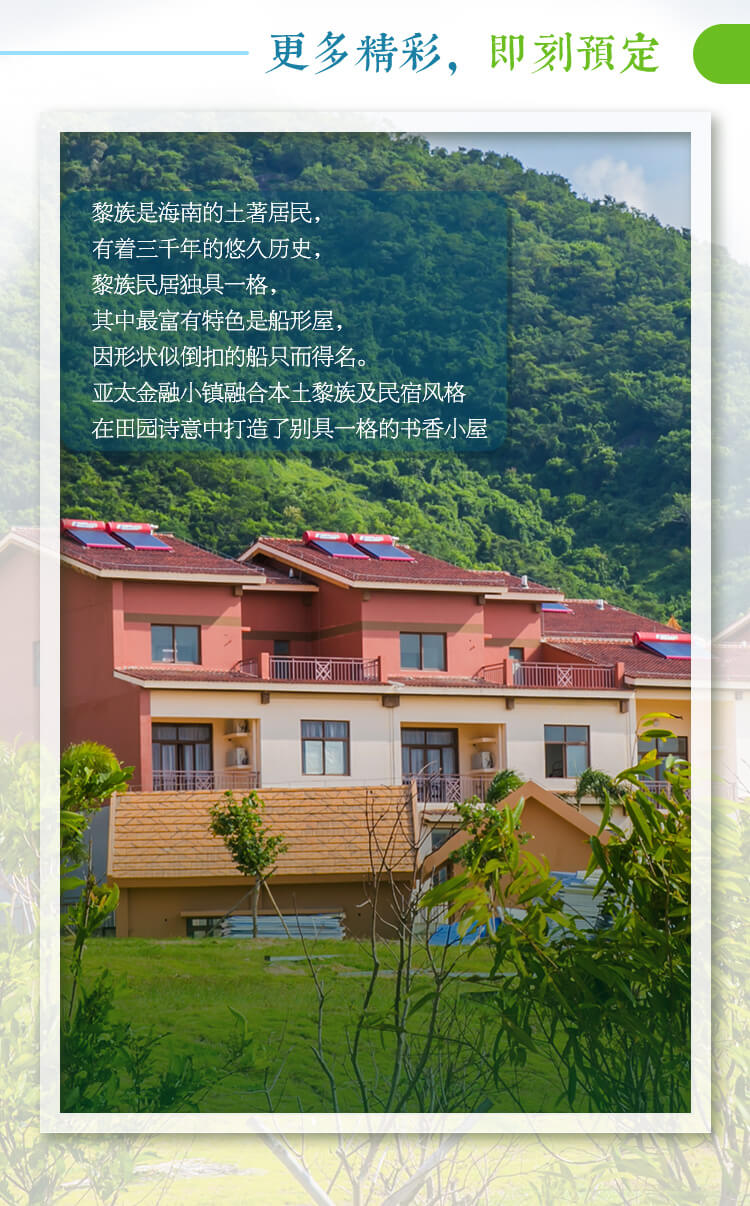 更多精彩，即刻預定
黎族是海南的土著居民，
有着三千年的悠久历史，
黎族民居独具一格，
其中最富有特色是船形屋，
因形状似倒扣的船只而得名。
亚太金融小镇融合本土黎族及民宿风格
在田园诗意中打造了别具一格的书香小屋